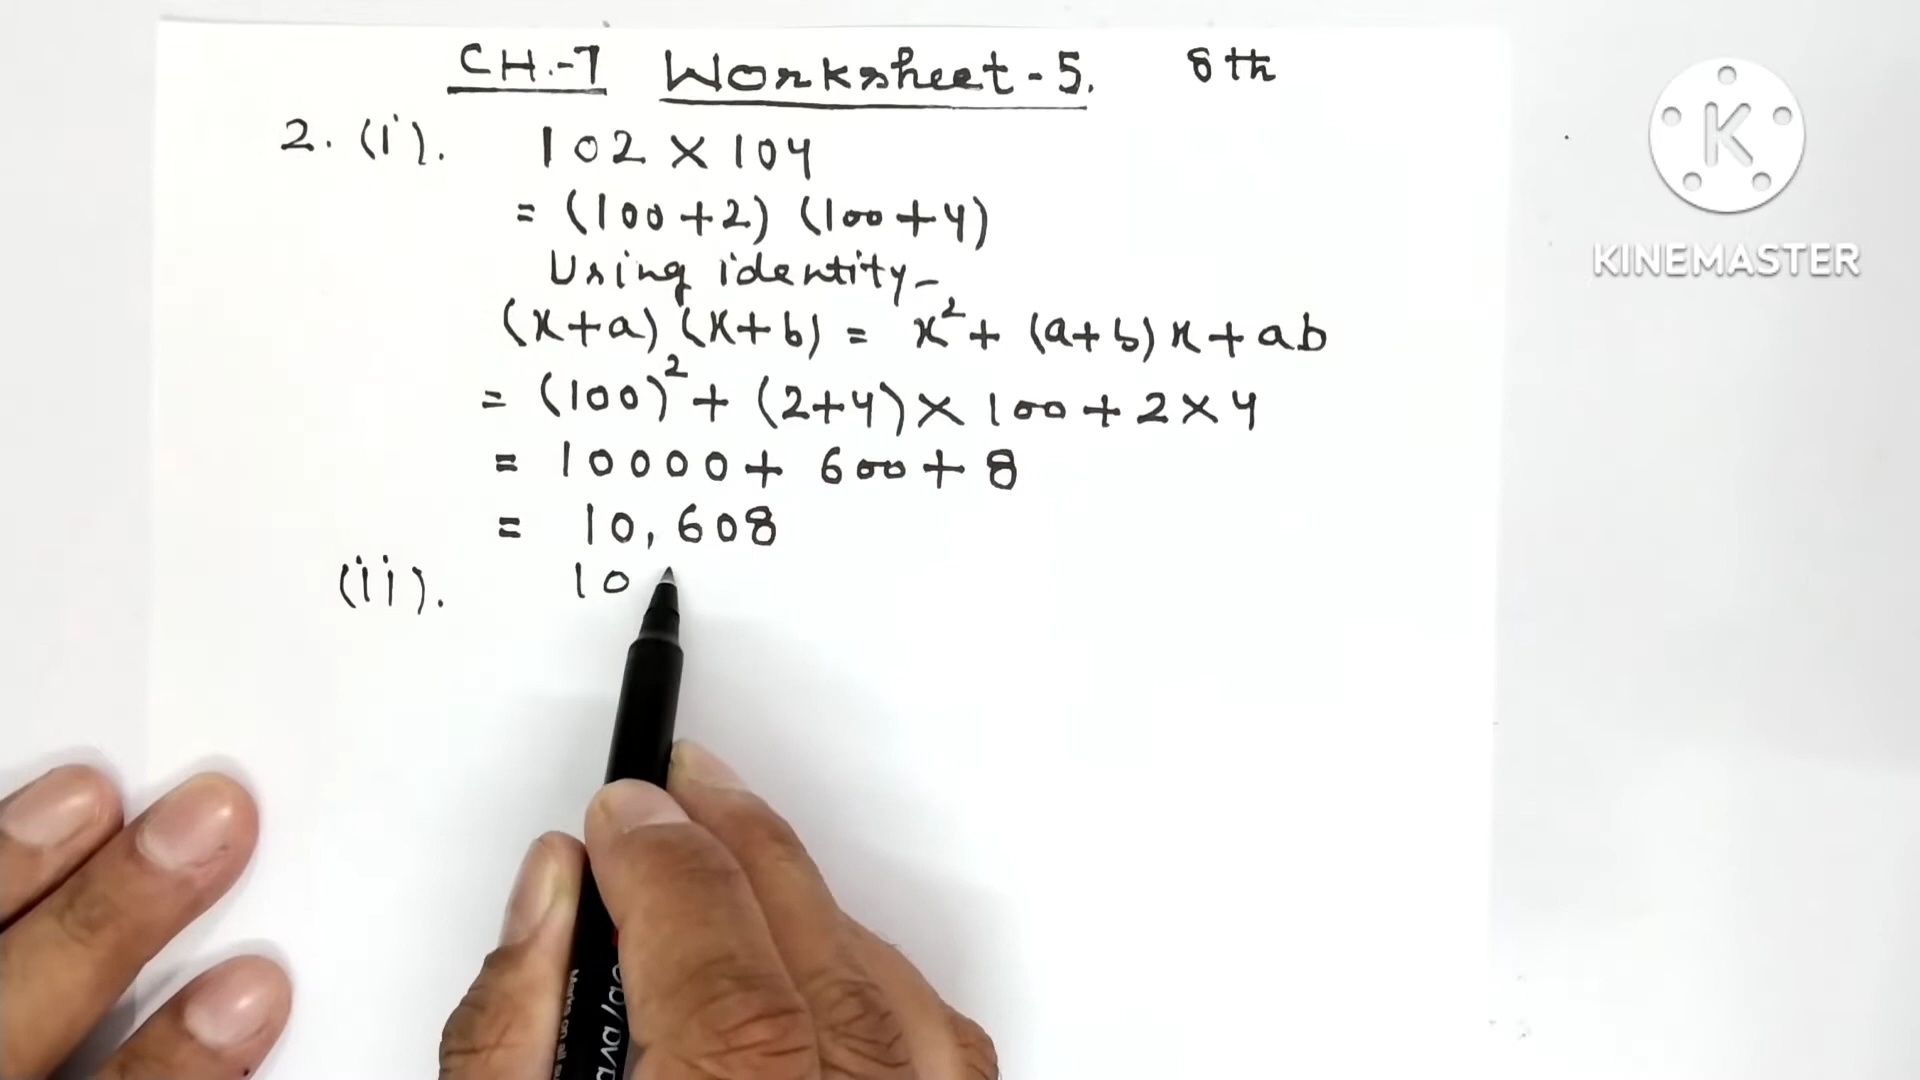 CH.-7 Worksheet - 5. 8th
2. (i). 102 × 104
= (100+2) (100+4)
Using identity-
(x+a) (x+b) = x² + (a+b)x + ab
= (100)² + (2+4) × 100 + 2×4
= 10000 + 600 + 8
= 10,608
(ii). 10
K
KINEMASTER